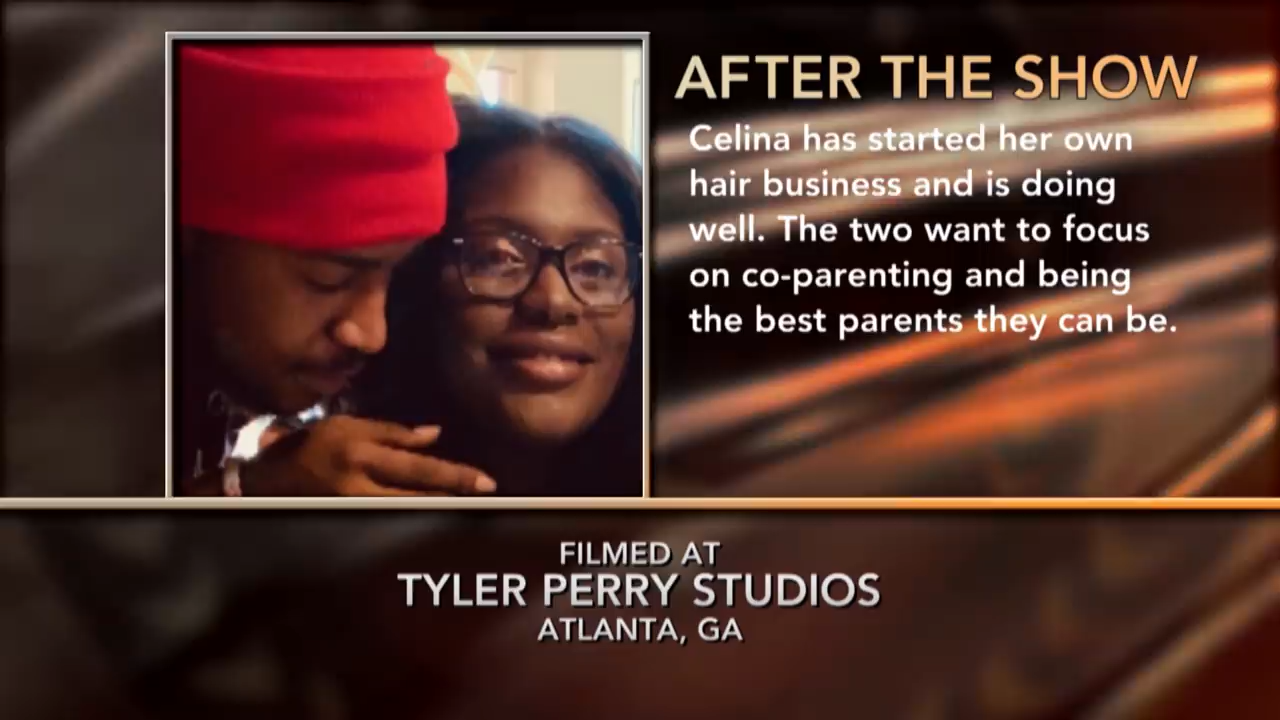 AFTER THE SHOW
Celina has started her own
hair business and is doing
well. The two want to focus
on co-parenting and being
the best parents they can be.
FILMED AT
TYLER PERRY STUDIOS
ATLANTA, GA